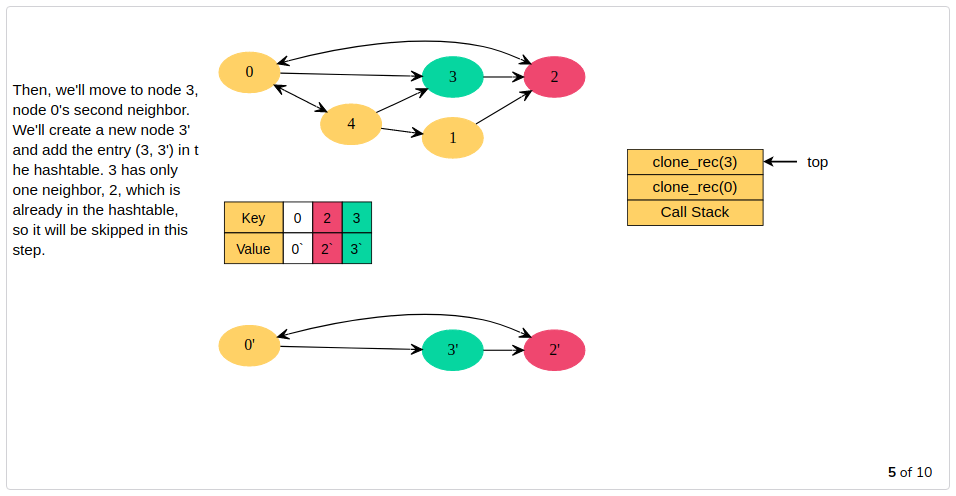 Then, we'll move to node 3,
node 0's second neighbor.
We'll create a new node 3'
and add the entry (3, 3') in t
he hashtable. 3 has only
one neighbor, 2, which is
already in the hashtable,
so it will be skipped in this
step.
0
3
2
4
1
Key 0 2 3
Value 0` 2` 3`
clone_rec(3) top
clone_rec(0)
Call Stack
0'
3'
2'
5 of 10